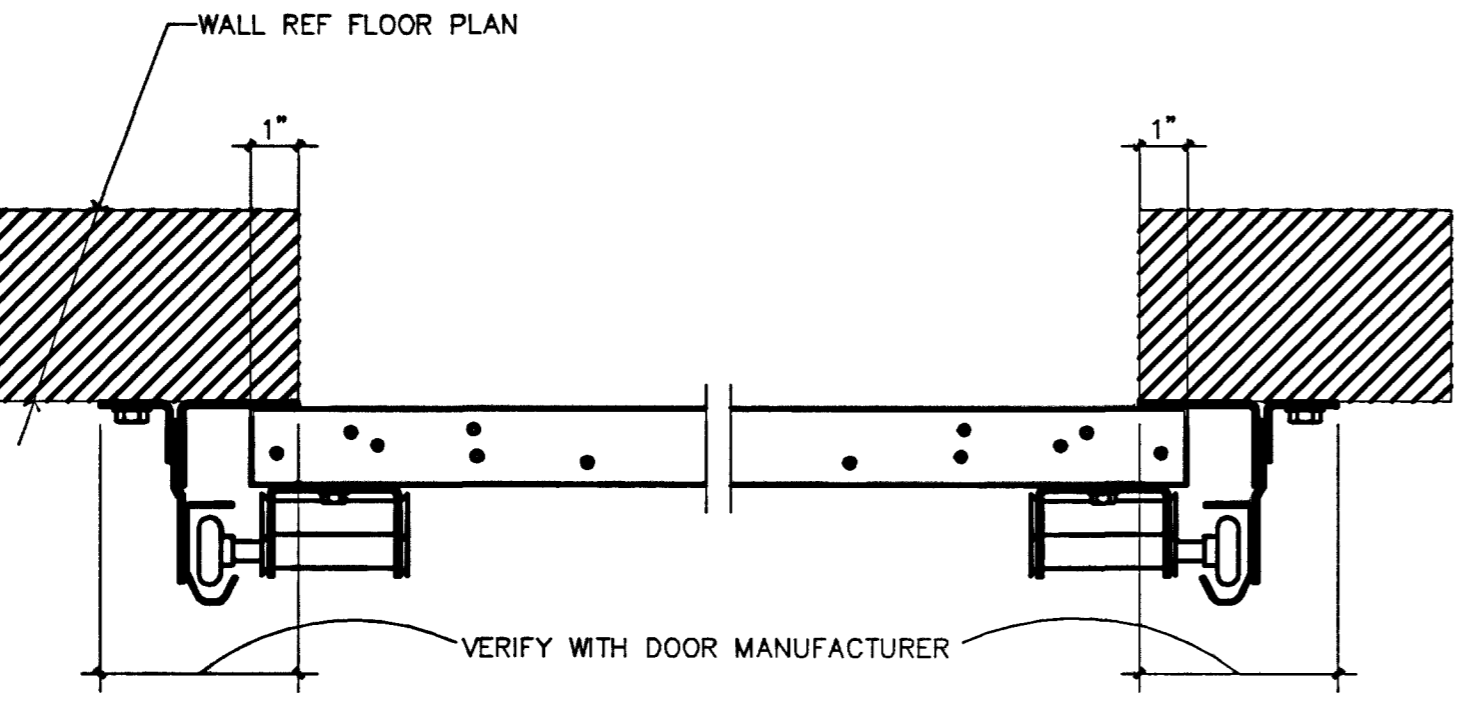 WALL REF FLOOR PLAN
1"
1"
VERIFY WITH DOOR MANUFACTURER